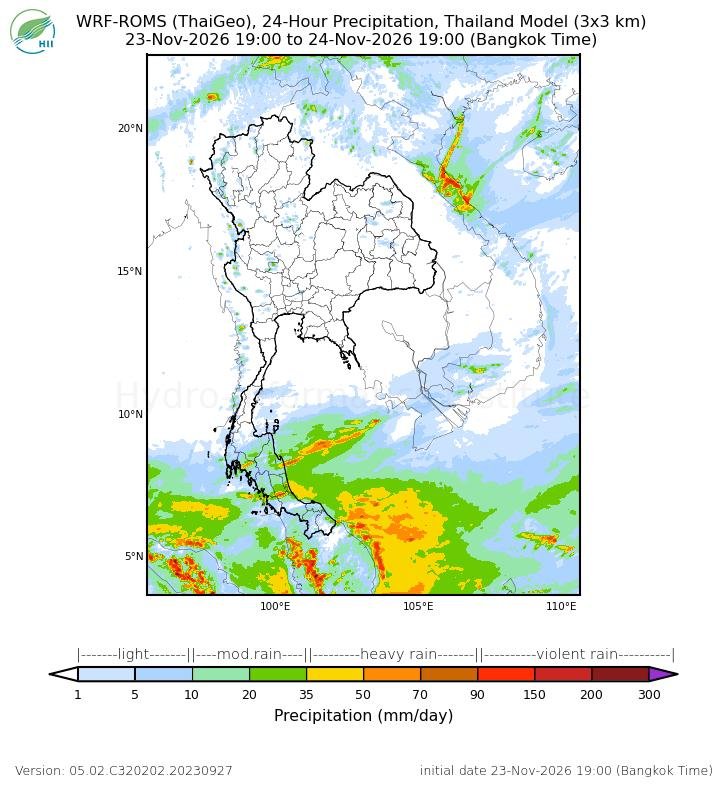 WRF-ROMS (ThaiGeo), 24-Hour Precipitation, Thailand Model (3x3 km)
23-Nov-2026 19:00 to 24-Nov-2026 19:00 (Bangkok Time)
HII
20°N
15°N
10°N
5°N
100°E 105°E 110°E
|-------light-------||----mod.rain----||---------heavy rain--------||----------violent rain----------|
1 5 10 20 35 50 70 90 150 200 300
Precipitation (mm/day)
Version: 05.02.C320202.20230927 initial date 23-Nov-2026 19:00 (Bangkok Time)